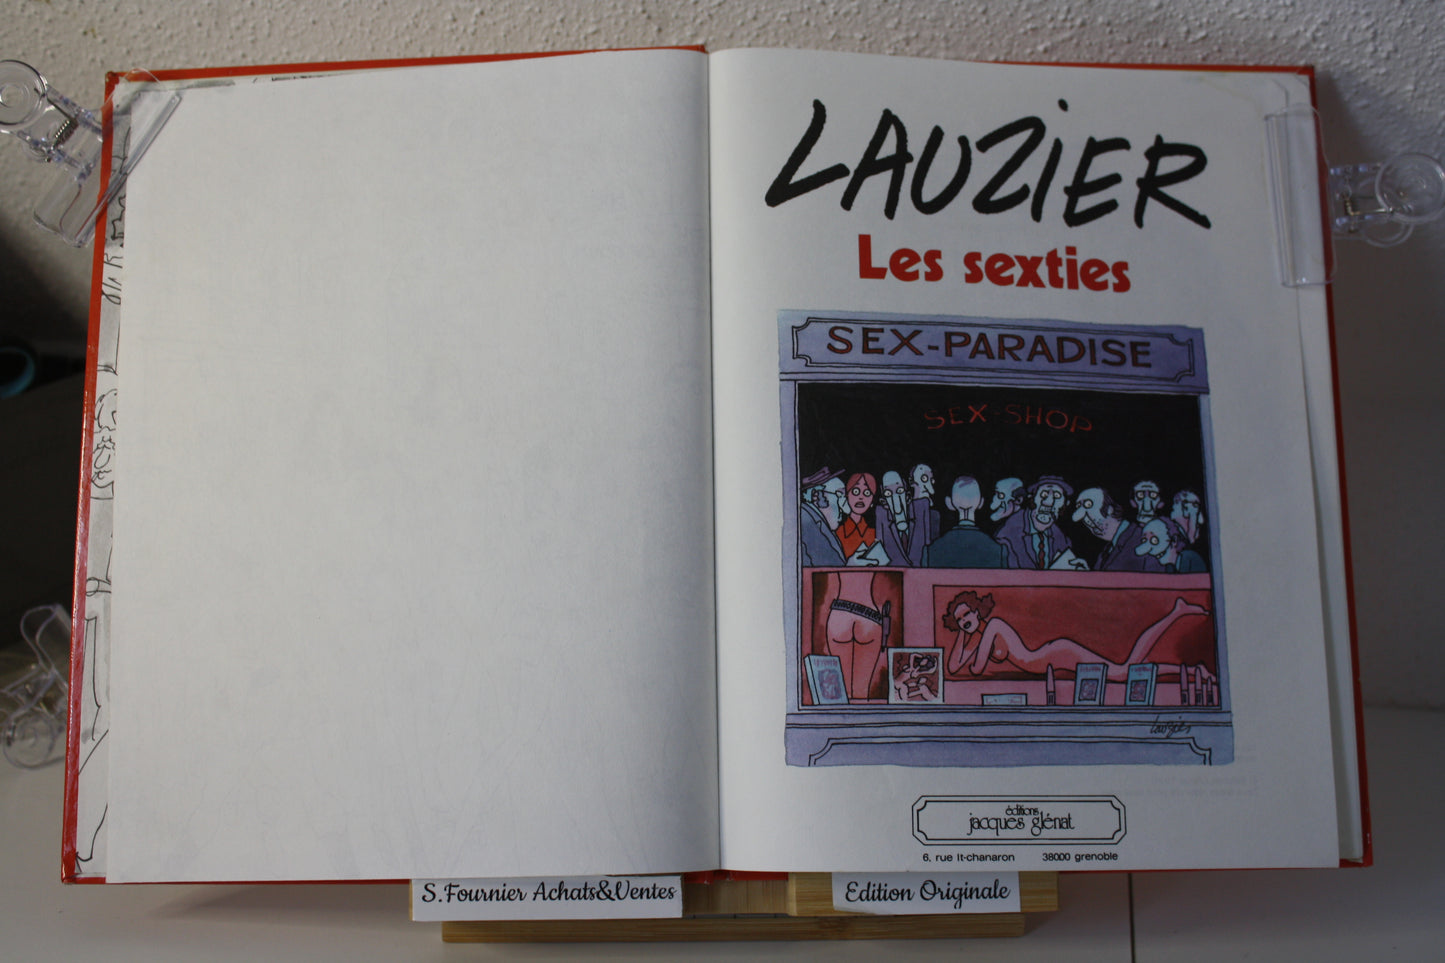 LAUZIER
Les sexties
SEX-PARADISE
SEX-SHOP
Lauzier
éditions
jacques glénat
6, rue lt-chanaron 38000 grenoble
S.Fournier Achats&Ventes
Edition Originale